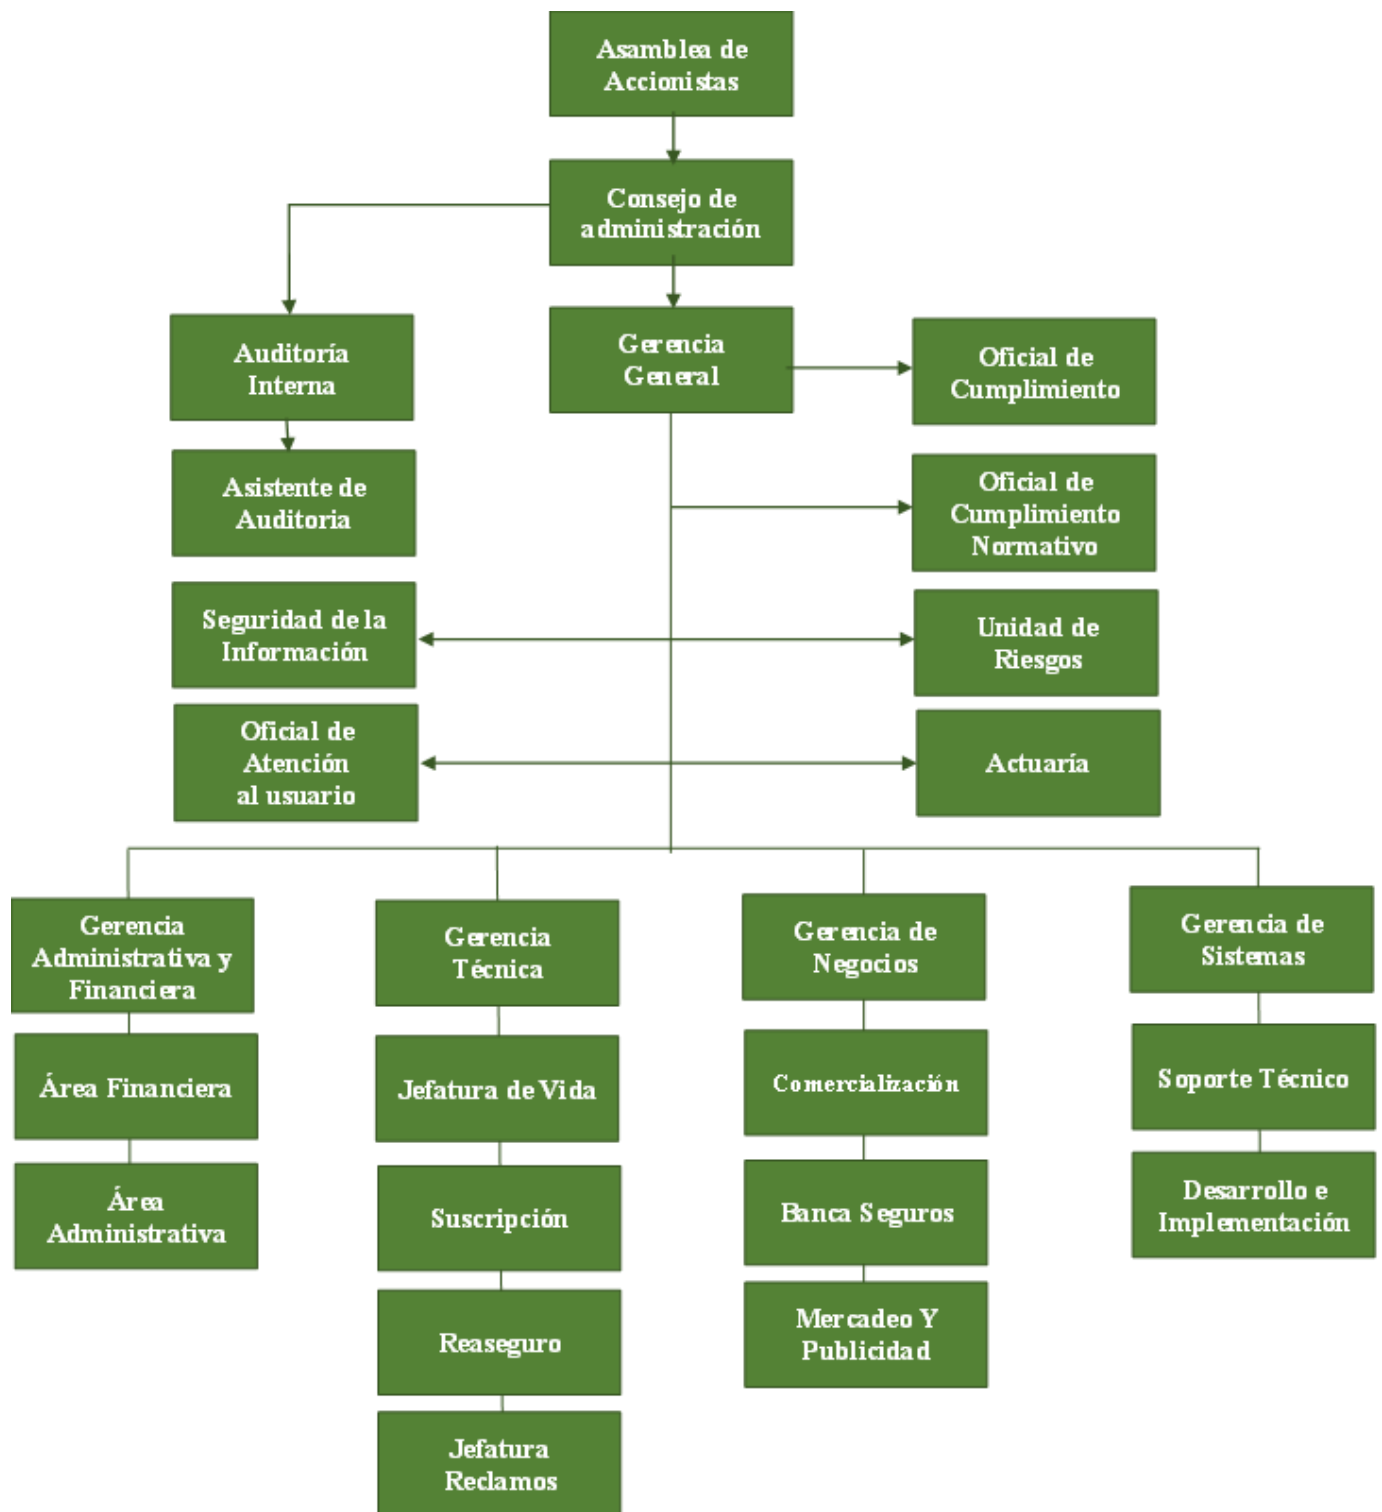 Asamblea de
Accionistas
Consejo de
administración
Auditoría
Interna
Gerencia
General
Oficial de
Cumplimiento
Asistente de
Auditoria
Oficial de
Cumplimiento
Normativo
Seguridad de la
Información
Unidad de
Riesgos
Oficial de
Atención
al usuario
Actuaría
Gerencia
Administrativa y
Financiera
Gerencia
Técnica
Gerencia de
Negocios
Gerencia de
Sistemas
Área Financiera
Jefatura de Vida
Comercialización
Soporte Técnico
Área
Administrativa
Suscripción
Banca Seguros
Desarrollo e
Implementación
Reaseguro
Mercadeo Y
Publicidad
Jefatura
Reclamos